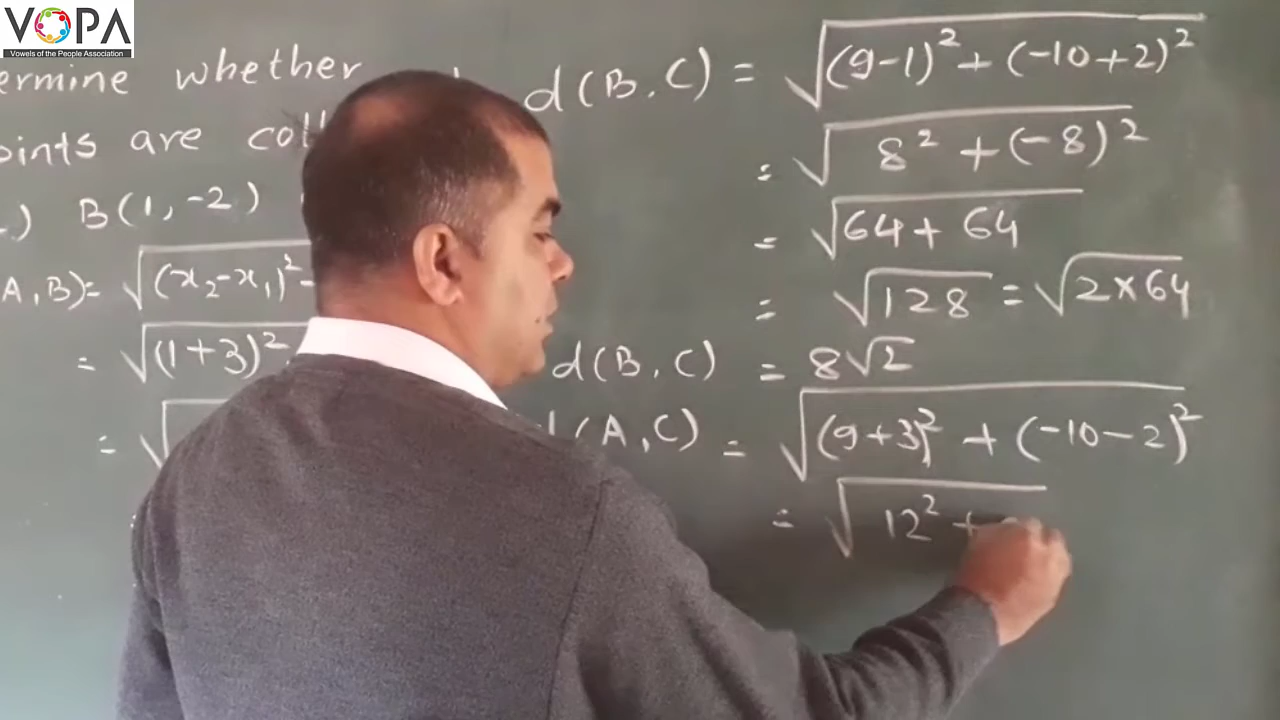 VOPA
Vowels of the People Association
ermine whether
oints are coll
.) B(1, -2)
A, B) = √(x₂-x₁)²
= √(1+3)²
= √
d(B, C) = √(9-1)² + (-10+2)²
= √8² + (-8)²
= √64 + 64
= √128 = √2×64
d(B, C) = 8√2
d(A, C) = √(9+3)² + (-10-2)²
= √12² +